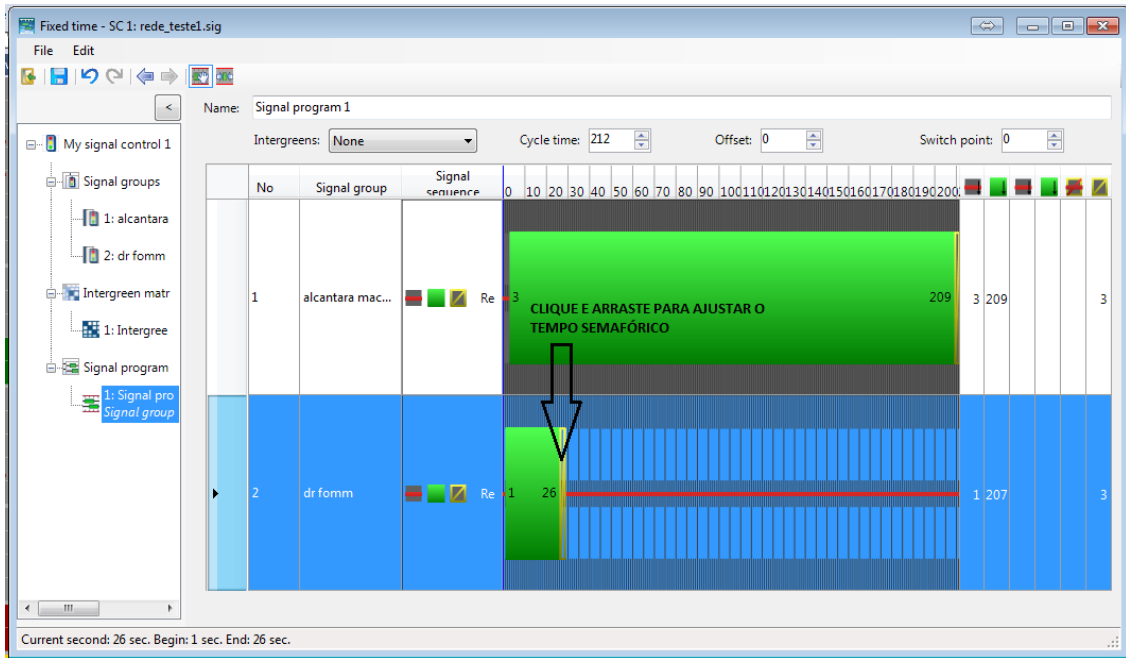 Fixed time - SC 1: rede_teste1.sig
File Edit
Name: Signal program 1
Intergreens: None Cycle time: 212 Offset: 0 Switch point: 0
My signal control 1
Signal groups
1: alcantara
2: dr fomm
Intergreen matr
1: Intergree
Signal program
1: Signal pro
Signal group
No Signal group Signal sequence 0 10 20 30 40 50 60 70 80 90 100 110 120 130 140 150 160 170 180 190 200
1 alcantara mac... Re 3 209 3 209 3
CLIQUE E ARRASTE PARA AJUSTAR O
TEMPO SEMAFÓRICO
2 dr fomm Re 1 26 1 207 3
Current second: 26 sec. Begin: 1 sec. End: 26 sec.